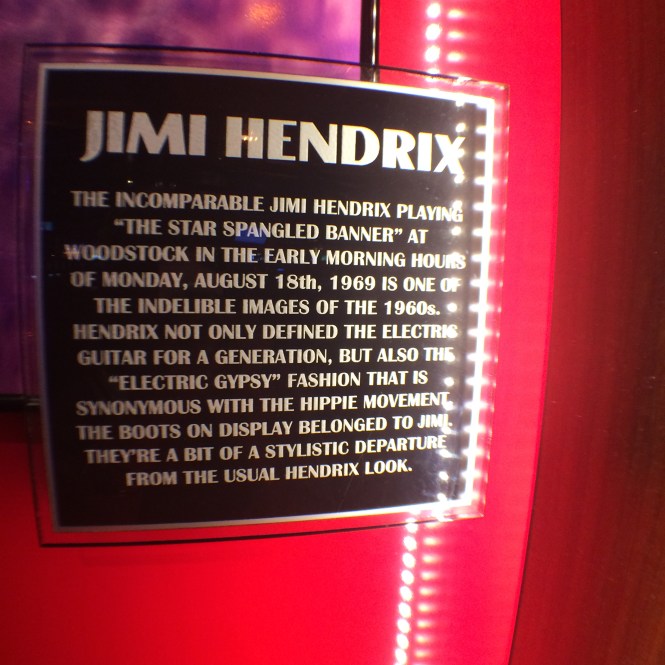 JIMI HENDRIX
THE INCOMPARABLE JIMI HENDRIX PLAYING
"THE STAR SPANGLED BANNER" AT
WOODSTOCK IN THE EARLY MORNING HOURS
OF MONDAY, AUGUST 18th, 1969 IS ONE OF
THE INDELIBLE IMAGES OF THE 1960s.
HENDRIX NOT ONLY DEFINED THE ELECTRIC
GUITAR FOR A GENERATION, BUT ALSO THE
"ELECTRIC GYPSY" FASHION THAT IS
SYNONYMOUS WITH THE HIPPIE MOVEMENT.
THE BOOTS ON DISPLAY BELONGED TO JIMI.
THEY'RE A BIT OF A STYLISTIC DEPARTURE
FROM THE USUAL HENDRIX LOOK.